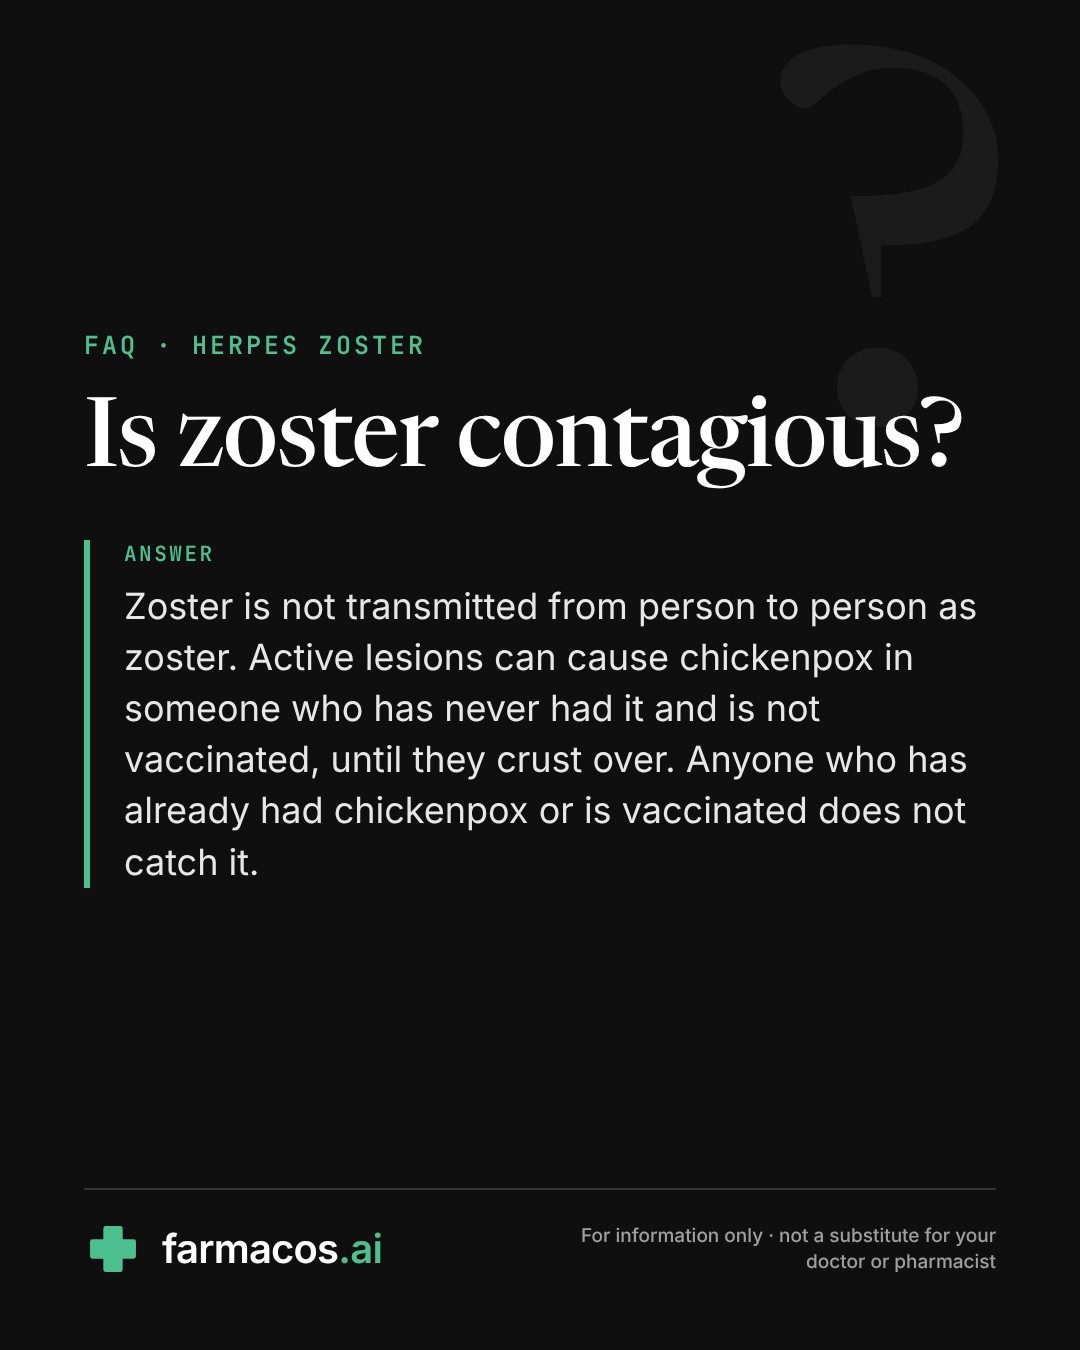 FAQ · HERPES ZOSTER
Is zoster contagious?
ANSWER
Zoster is not transmitted from person to person as
zoster. Active lesions can cause chickenpox in
someone who has never had it and is not
vaccinated, until they crust over. Anyone who has
already had chickenpox or is vaccinated does not
catch it.
farmacos.ai
For information only · not a substitute for your
doctor or pharmacist